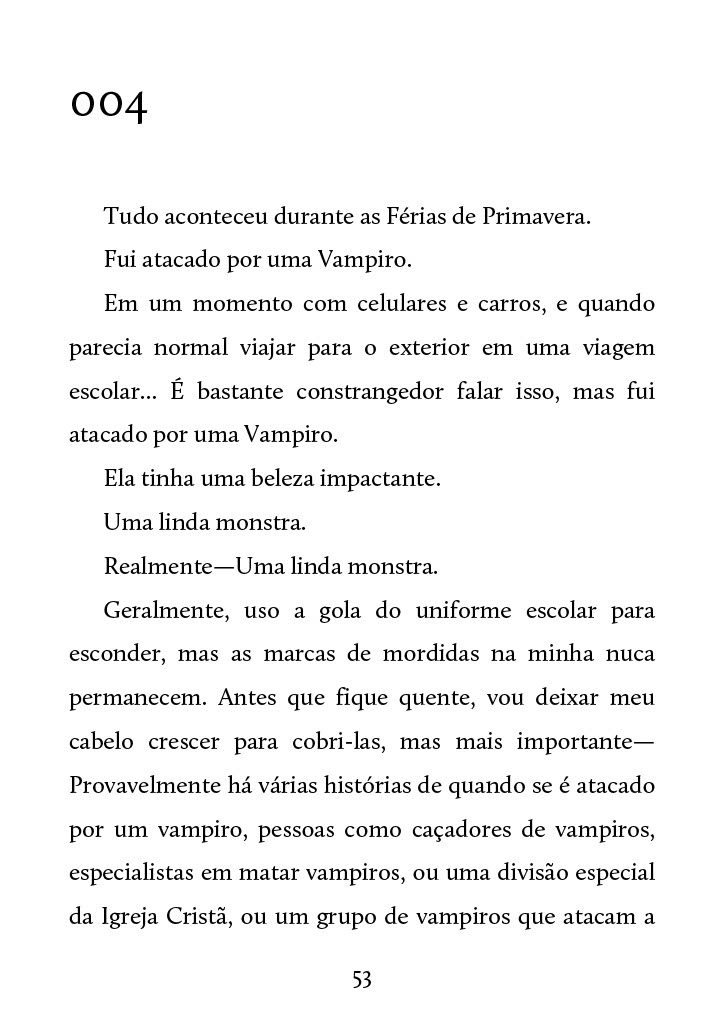 004
Tudo aconteceu durante as Férias de Primavera.
Fui atacado por uma Vampiro.
Em um momento com celulares e carros, e quando
parecia normal viajar para o exterior em uma viagem
escolar... É bastante constrangedor falar isso, mas fui
atacado por uma Vampiro.
Ela tinha uma beleza impactante.
Uma linda monstra.
Realmente—Uma linda monstra.
Geralmente, uso a gola do uniforme escolar para
esconder, mas as marcas de mordidas na minha nuca
permanecem. Antes que fique quente, vou deixar meu
cabelo crescer para cobri-las, mas mais importante—
Provavelmente há várias histórias de quando se é atacado
por um vampiro, pessoas como caçadores de vampiros,
especialistas em matar vampiros, ou uma divisão especial
da Igreja Cristã, ou um grupo de vampiros que atacam a
53